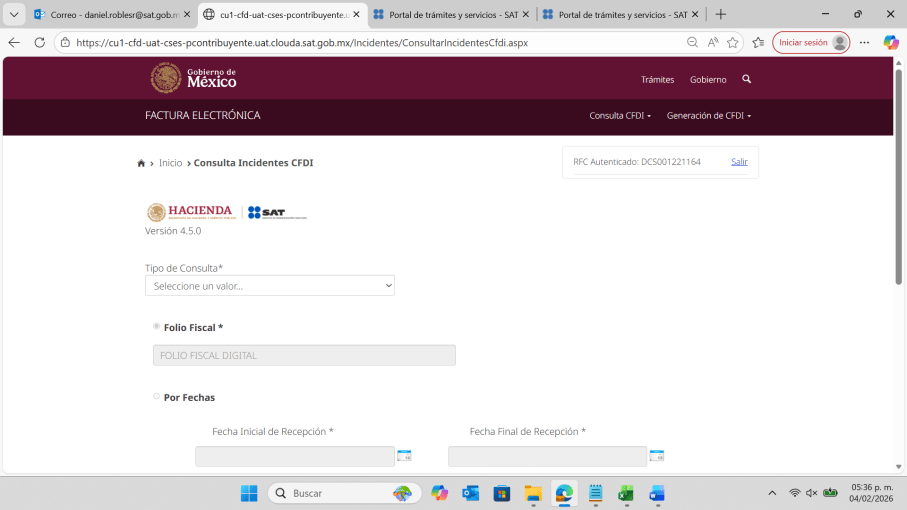 Correo - daniel.roblesr@sat.gob.m
cu1-cfd-uat-cses-pcontribuyente.u
Portal de trámites y servicios - SAT
Portal de trámites y servicios - SAT
https://cu1-cfd-uat-cses-pcontribuyente.uat.clouda.sat.gob.mx/Incidentes/ConsultarIncidentesCfdi.aspx
Iniciar sesión
Gobierno de
México
Trámites
Gobierno
FACTURA ELECTRÓNICA
Consulta CFDI
Generación de CFDI
Inicio > Consulta Incidentes CFDI
RFC Autenticado: DCS001221164
Salir
HACIENDA
SAT
Versión 4.5.0
Tipo de Consulta*
Seleccione un valor...
Folio Fiscal *
FOLIO FISCAL DIGITAL
Por Fechas
Fecha Inicial de Recepción *
Fecha Final de Recepción *
Buscar
05:36 p. m.
04/02/2026